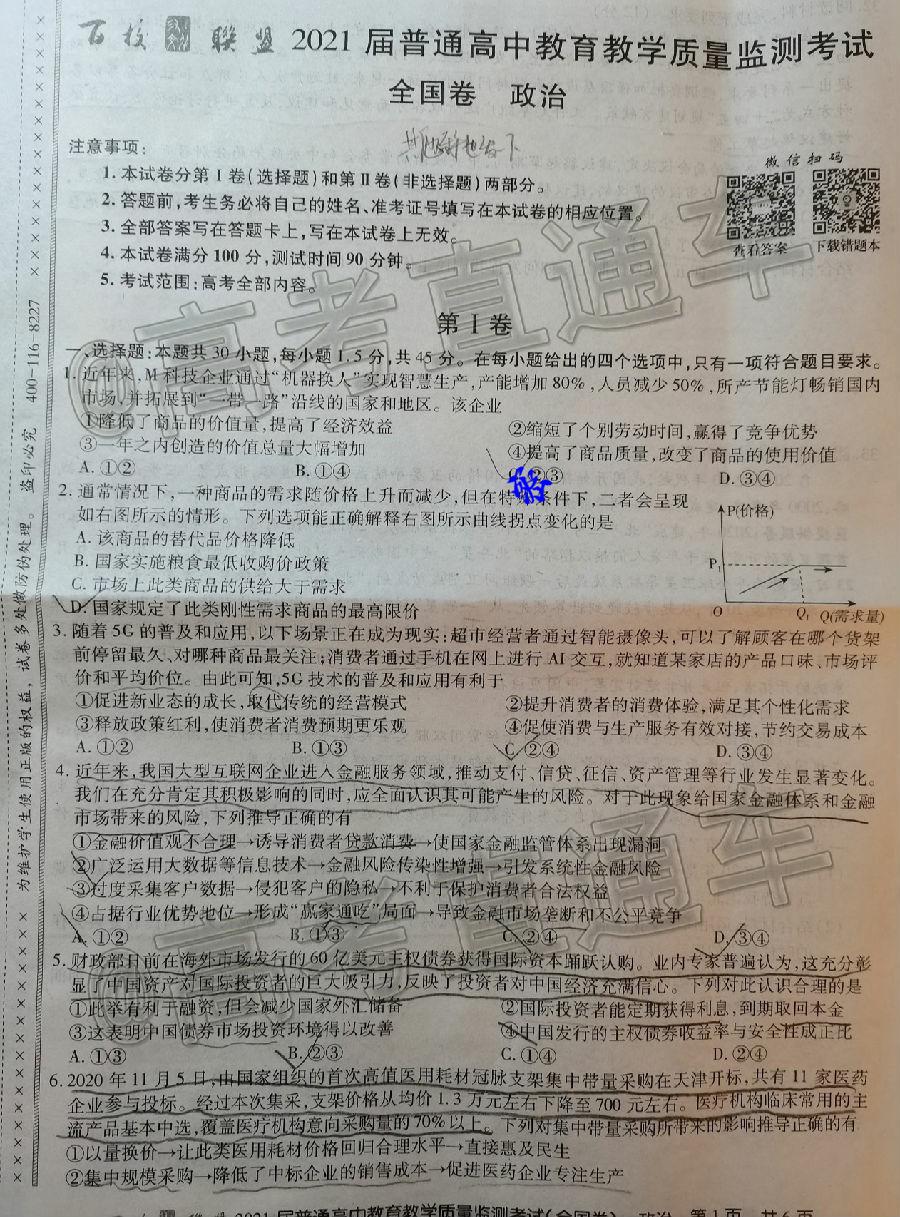 百校联盟 2021届普通高中教育教学质量监测考试
全国卷 政治
注意事项：
微信扫码
1.本试卷分第Ⅰ卷(选择题)和第Ⅱ卷(非选择题)两部分。
2.答题前,考生务必将自己的姓名、准考证号填写在本试卷的相应位置。
3.全部答案写在答题卡上,写在本试卷上无效。
查看答案 下载错题本
4.本试卷满分100分,测试时间90分钟。
5.考试范围:高考全部内容。
@高考直通车
第Ⅰ卷
一、选择题:本题共30小题,每小题1.5分,共45分。在每小题给出的四个选项中,只有一项符合题目要求。
1.近年来,M科技企业通过“机器换人”实现智慧生产,产能增加80%,人员减少50%,所产节能灯畅销国内
市场,并拓展到“一带一路”沿线的国家和地区。该企业
①降低了商品的价值量,提高了经济效益 ②缩短了个别劳动时间,赢得了竞争优势
③一年之内创造的价值总量大幅增加 ④提高了商品质量,改变了商品的使用价值
A.①② B.①④ C.②③ D.③④
2.通常情况下,一种商品的需求随价格上升而减少,但在特殊条件下,二者会呈现
如右图所示的情形。下列选项能正确解释右图所示曲线拐点变化的是
A.该商品的替代品价格降低
B.国家实施粮食最低收购价政策
C.市场上此类商品的供给大于需求
D.国家规定了此类刚性需求商品的最高限价
P(价格)
P₁
O Q₁ Q(需求量)
3.随着5G的普及和应用,以下场景正在成为现实:超市经营者通过智能摄像头,可以了解顾客在哪个货架
前停留最久、对哪种商品最关注;消费者通过手机在网上进行AI交互,就知道某家店的产品口味、市场评
价和平均价位。由此可知,5G技术的普及和应用有利于
①促进新业态的成长,取代传统的经营模式 ②提升消费者的消费体验,满足其个性化需求
③释放政策红利,使消费者消费预期更乐观 ④促使消费与生产服务有效对接,节约交易成本
A.①② B.①③ C.②④ D.③④
4.近年来,我国大型互联网企业进入金融服务领域,推动支付、信贷、征信、资产管理等行业发生显著变化。
我们在充分肯定其积极影响的同时,应全面认识其可能产生的风险。对于此现象给国家金融体系和金融
市场带来的风险,下列推导正确的有
①金融价值观不合理→诱导消费者贷款消费→使国家金融监管体系出现漏洞
②广泛运用大数据等信息技术→金融风险传染性增强→引发系统性金融风险
③过度采集客户数据→侵犯客户的隐私→不利于保护消费者合法权益
④占据行业优势地位→形成“赢家通吃”局面→导致金融市场垄断和不公平竞争
A.①② B.①③ C.②④ D.③④
5.财政部日前在海外市场发行的60亿美元主权债券获得国际资本踊跃认购。业内专家普遍认为,这充分彰
显了中国资产对国际投资者的巨大吸引力,反映了投资者对中国经济充满信心。下列对此认识合理的是
①此举有利于融资,但会减少国家外汇储备 ②国际投资者能定期获得利息,到期取回本金
③这表明中国债券市场投资环境得以改善 ④中国发行的主权债券收益率与安全性成正比
A.①③ B.②③ C.①④ D.②④
6.2020年11月5日,由国家组织的首次高值医用耗材冠脉支架集中带量采购在天津开标,共有11家医药
企业参与投标。经过本次集采,支架价格从均价1.3万元左右下降至700元左右。医疗机构临床常用的主
流产品基本中选,覆盖医疗机构意向采购量的70%以上。下列对集中带量采购所带来的影响推导正确的有
①以量换价→让此类医用耗材价格回归合理水平→直接惠及民生
②集中规模采购→降低了中标企业的销售成本→促进医药企业专注生产
@高考直通车
百校联盟 2021届普通高中教育教学质量监测考试(全国卷) 政治 第1页 共6页
为维护学生使用正版的权益,试卷多处做防伪处理。 盗印必究 400-116-8227